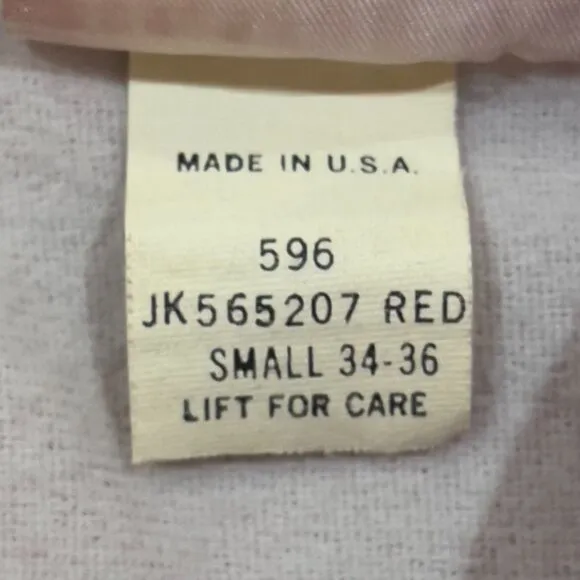 MADE IN U.S.A.
596
JK565207 RED
SMALL 34-36
LIFT FOR CARE